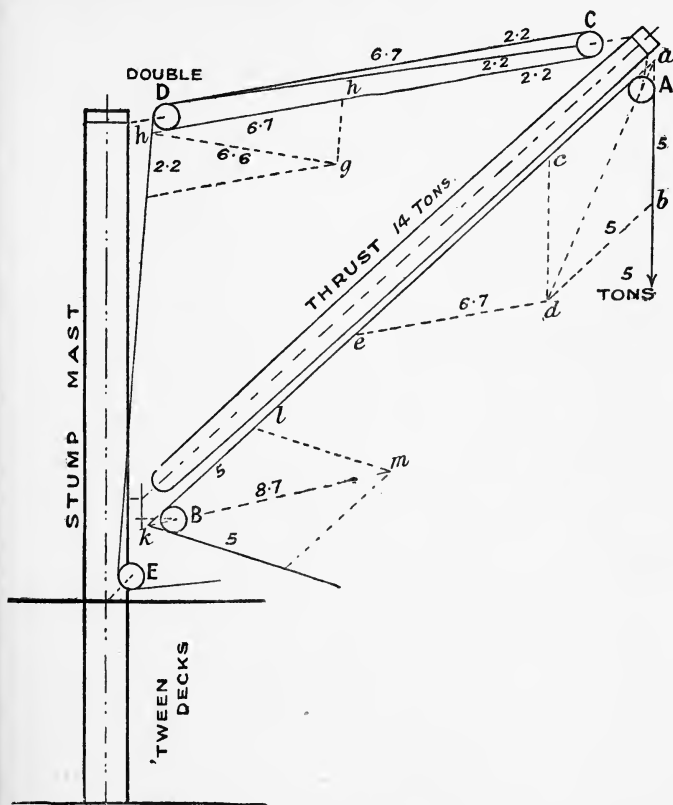 C
6.7
2.2
2.2
2.2
a
A
DOUBLE
D
h
h
6.7
6.6
g
2.2
5
c
b
5
5
TONS
d
THRUST 14 TONS.
6.7
e
STUMP MAST
l
5
m
8.7
B
k
5
E
'TWEEN
DECKS